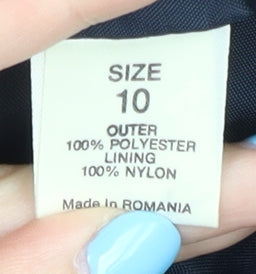 SIZE
10
OUTER
100% POLYESTER
LINING
100% NYLON
Made in ROMANIA